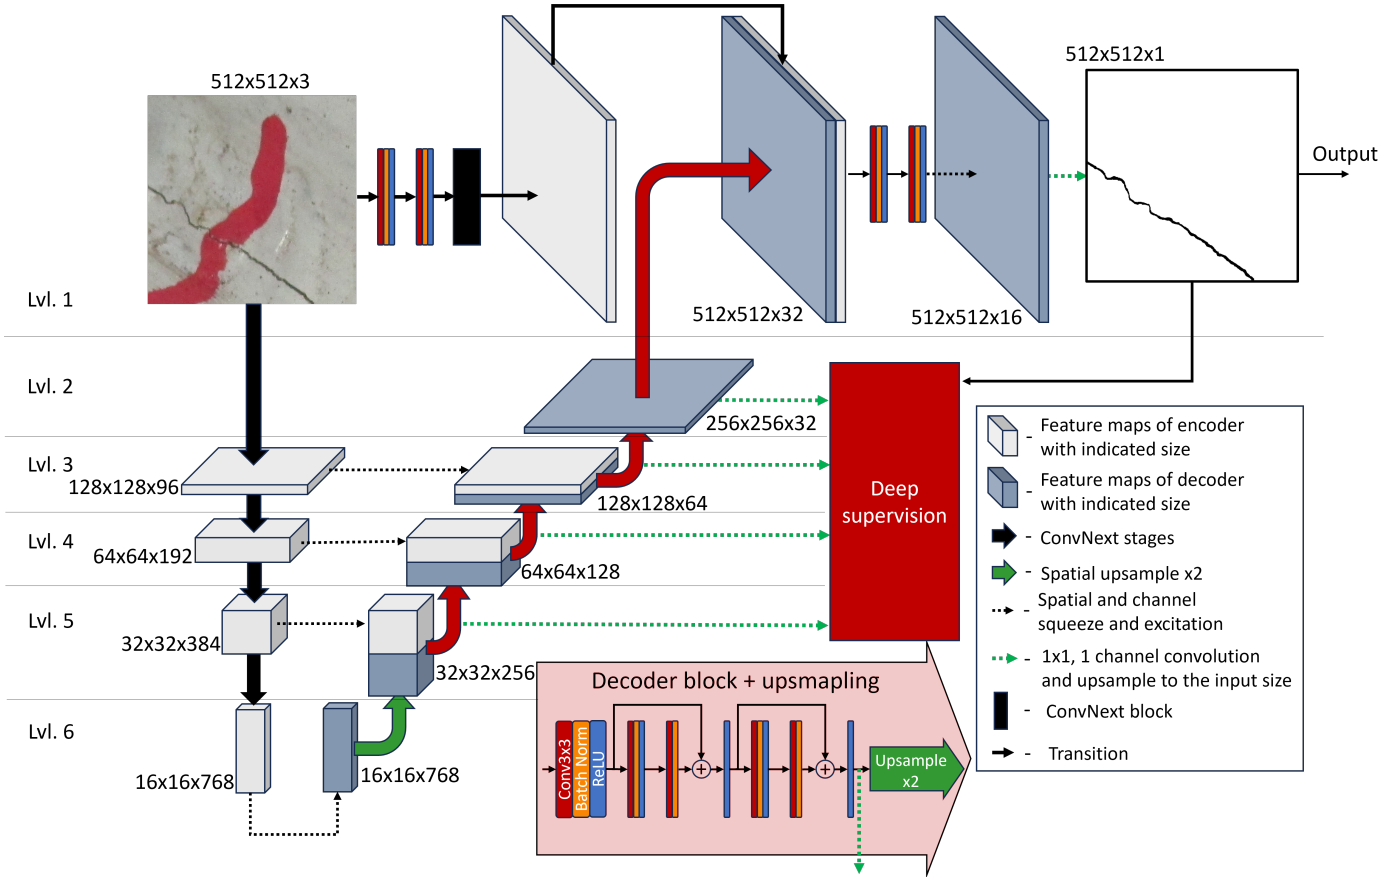 512x512x3
512x512x1
Output
Lvl. 1
512x512x32
512x512x16
Lvl. 2
256x256x32
Lvl. 3
128x128x96
128x128x64
Lvl. 4
64x64x192
64x64x128
Lvl. 5
32x32x384
32x32x256
Lvl. 6
16x16x768
16x16x768
Deep
supervision
Decoder block + upsmapling
Conv3x3
Batch Norm
ReLU
+
+
Upsample
x2
- Feature maps of encoder
with indicated size
- Feature maps of decoder
with indicated size
- ConvNext stages
- Spatial upsample x2
- Spatial and channel
squeeze and excitation
- 1x1, 1 channel convolution
and upsample to the input size
- ConvNext block
- Transition